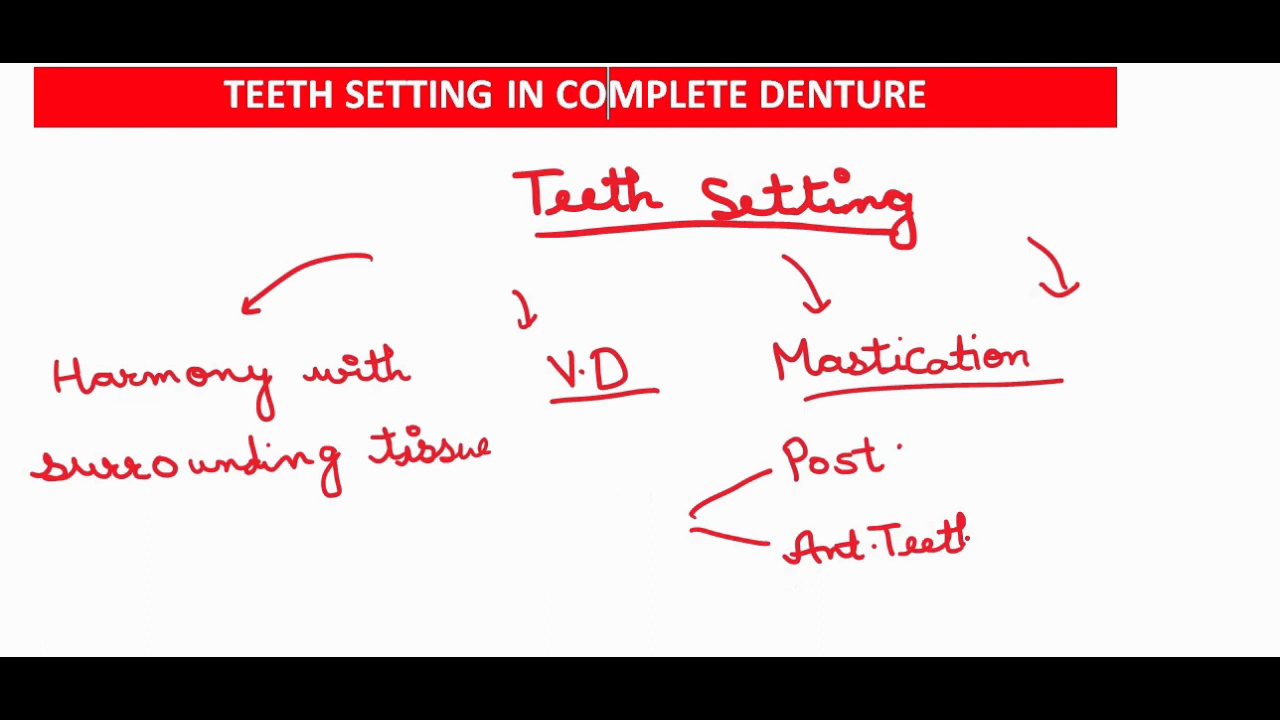 TEETH SETTING IN COMPLETE DENTURE
Teeth Setting
Harmony with
surrounding tissue
V.D
Mastication
Post.
Ant. Teeth